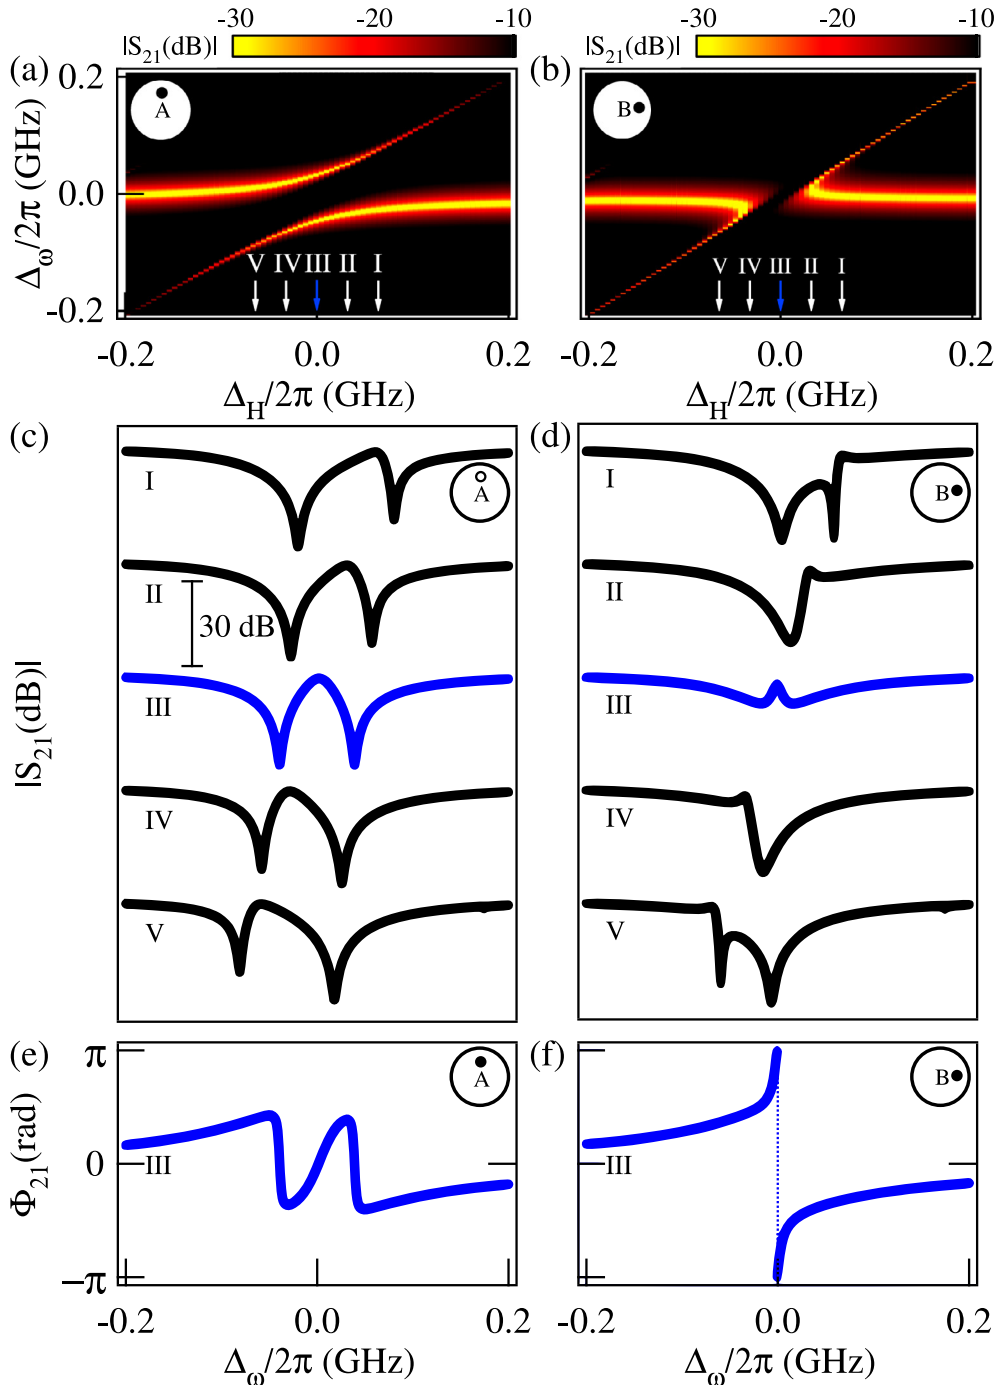 -30 -20 -10 -30 -20 -10
|S21(dB)| |S21(dB)|
(a) (b)
A B
0.2
0.0
-0.2
Δω/2π (GHz)
V IV III II I V IV III II I
-0.2 0.0 0.2 -0.2 0.0 0.2
ΔH/2π (GHz) ΔH/2π (GHz)
(c) (d)
A B
I I
II II
30 dB
III III
|S21(dB)|
IV IV
V V
(e) (f)
π
0
−π
Φ21(rad)
A B
III III
-0.2 0.0 0.2 -0.2 0.0 0.2
Δω/2π (GHz) Δω/2π (GHz)